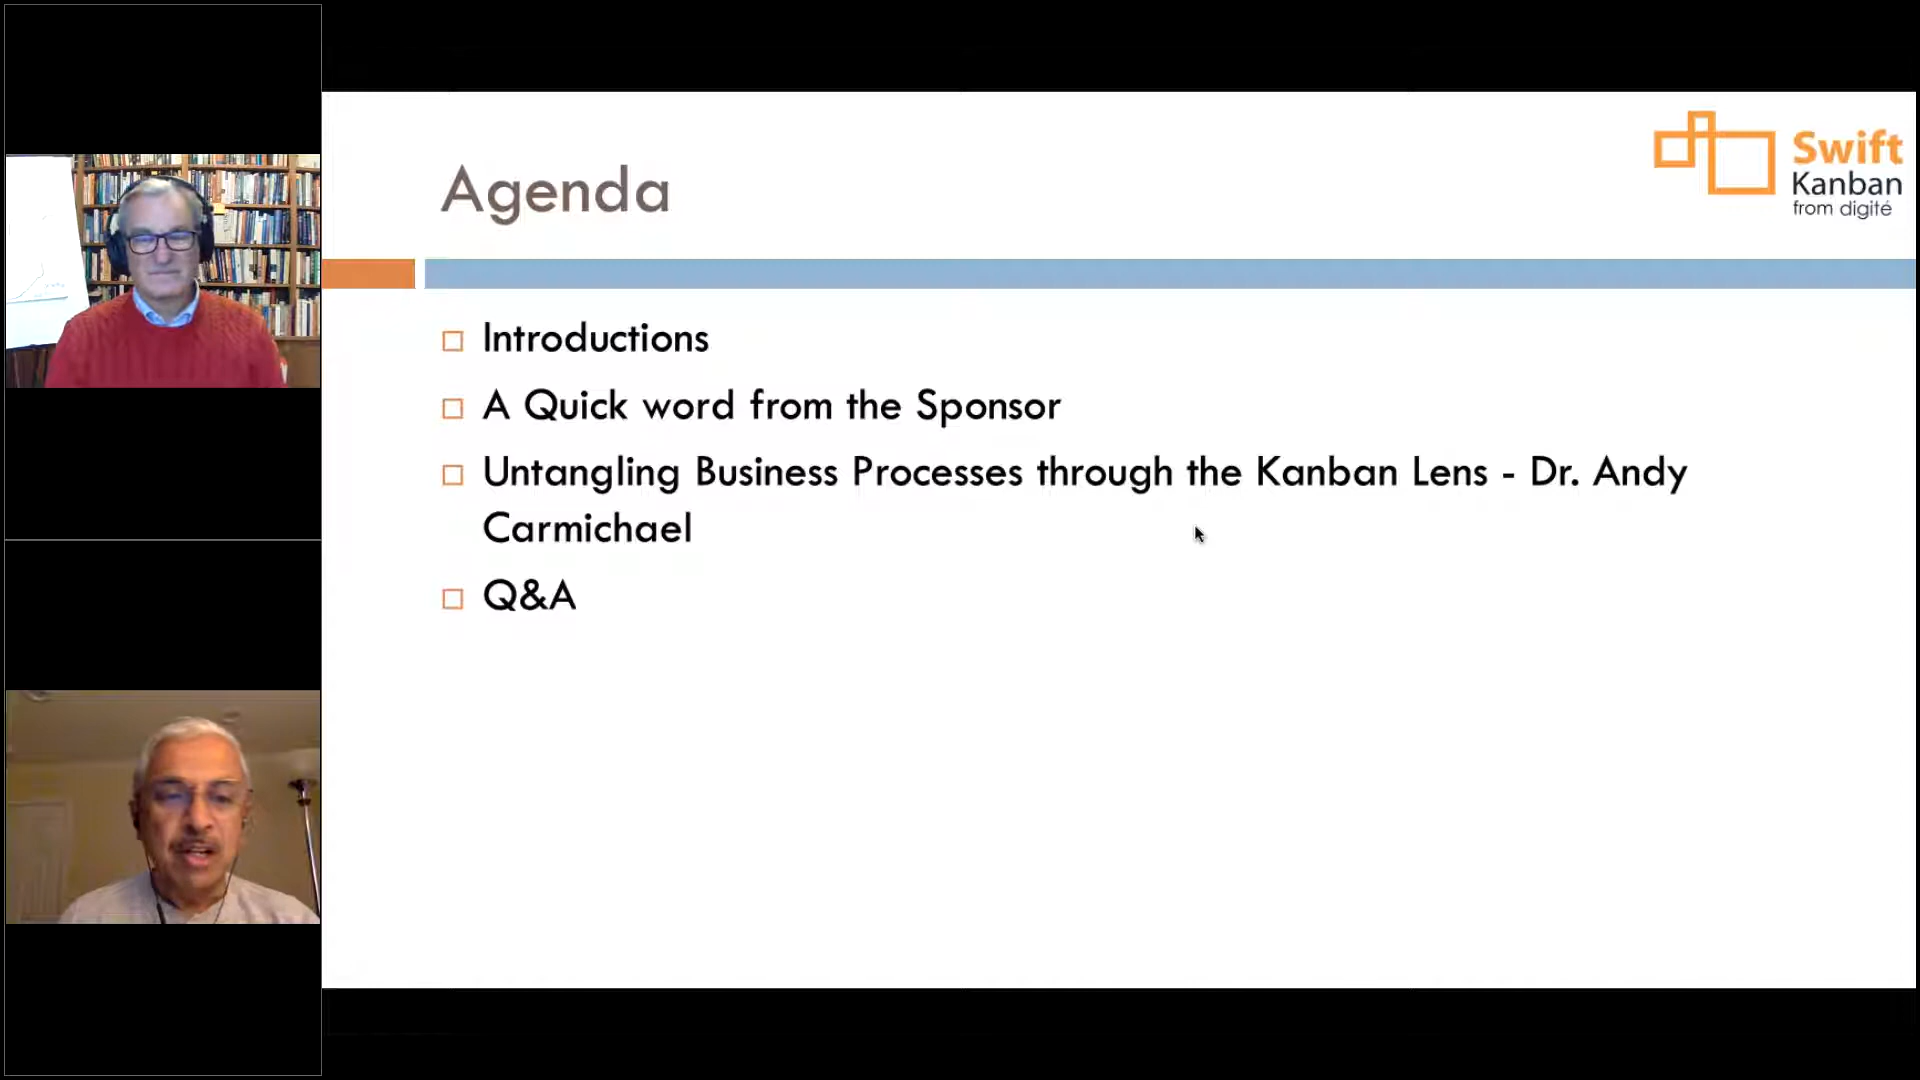 Agenda
Swift
Kanban
from digité
Introductions
A Quick word from the Sponsor
Untangling Business Processes through the Kanban Lens - Dr. Andy
Carmichael
Q&A